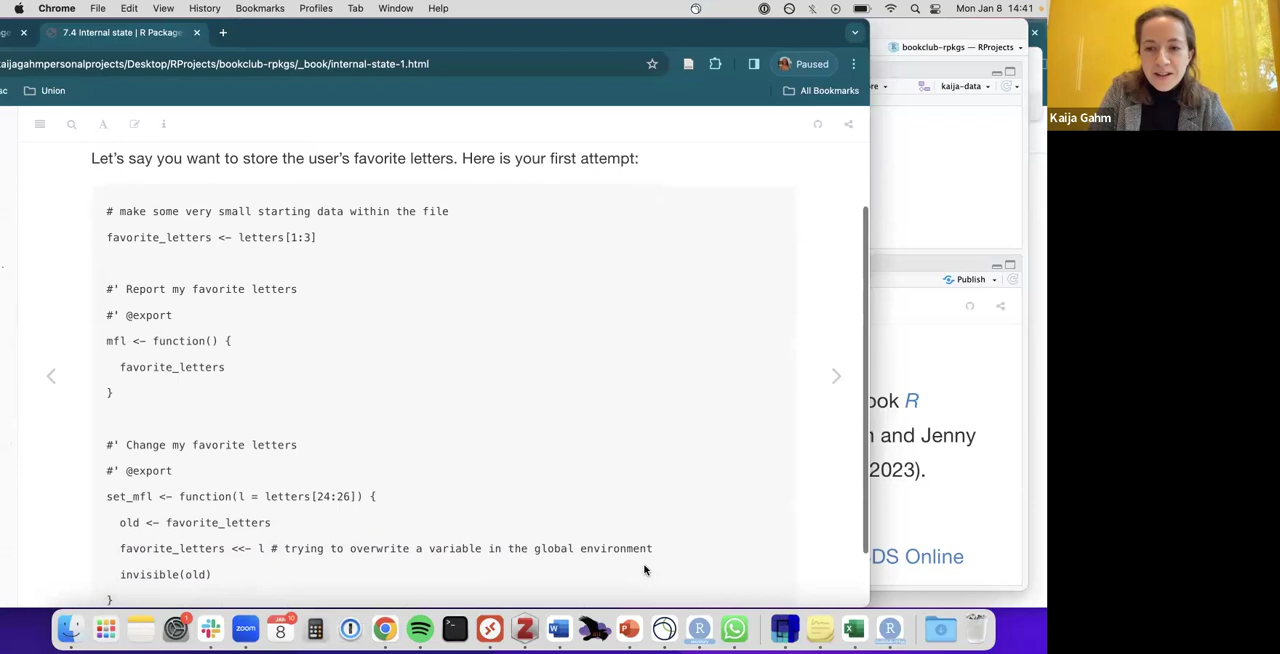 Chrome File Edit View History Bookmarks Profiles Tab Window Help Mon Jan 8 14:41
7.4 Internal state | R Package
bookclub-rpkgs — RProjects
aijagahmpersonalprojects/Desktop/RProjects/bookclub-rpkgs/_book/internal-state-1.html
Paused
kaija-data
Union
All Bookmarks
Kaija Gahm
Let's say you want to store the user's favorite letters. Here is your first attempt:
# make some very small starting data within the file
favorite_letters <- letters[1:3]
#' Report my favorite letters
#' @export
mfl <- function() {
favorite_letters
}
#' Change my favorite letters
#' @export
set_mfl <- function(l = letters[24:26]) {
old <- favorite_letters
favorite_letters <<- l # trying to overwrite a variable in the global environment
invisible(old)
}
Publish
ook R
n and Jenny
2023).
DS Online
zoom
JAN
8